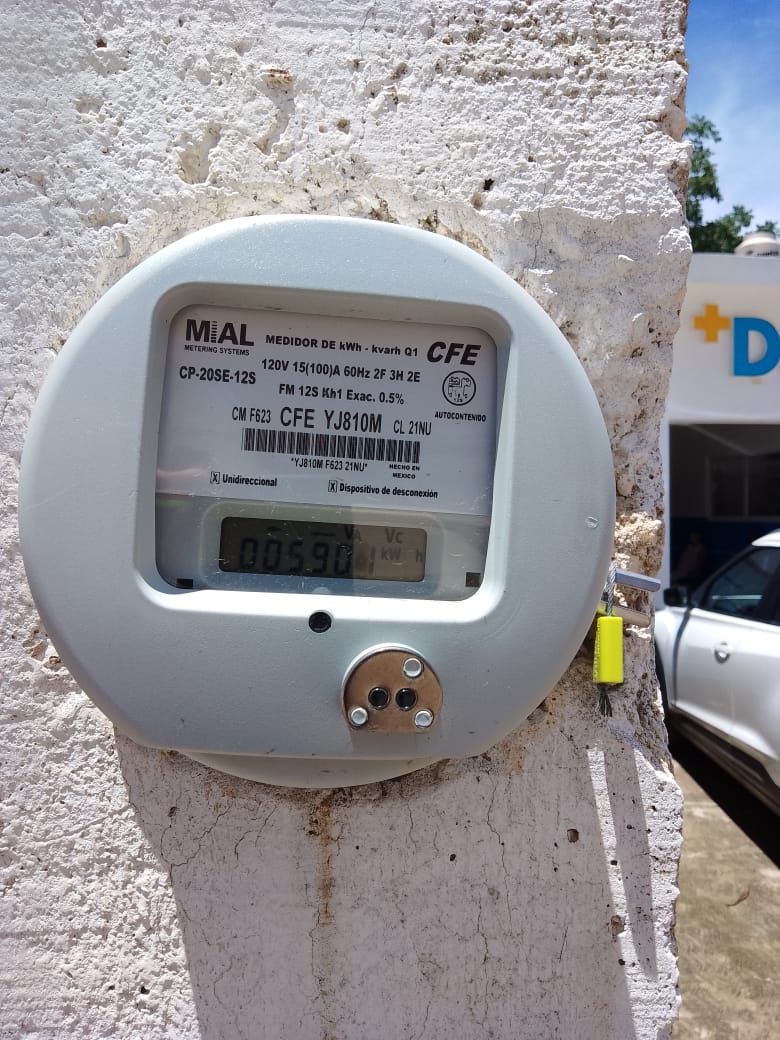 MIAL
METERING SYSTEMS
MEDIDOR DE kWh - kvarh Q1
CFE
120V 15(100)A 60Hz 2F 3H 2E
CP-20SE-12S
FM 12S Kh1 Exac. 0.5%
AUTOCONTENIDO
CM F623 CFE YJ810M CL 21NU
*YJ810M F623 21NU*
HECHO EN
MEXICO
X Unidireccional
X Dispositivo de desconexión
VA Vc
kW h
+D